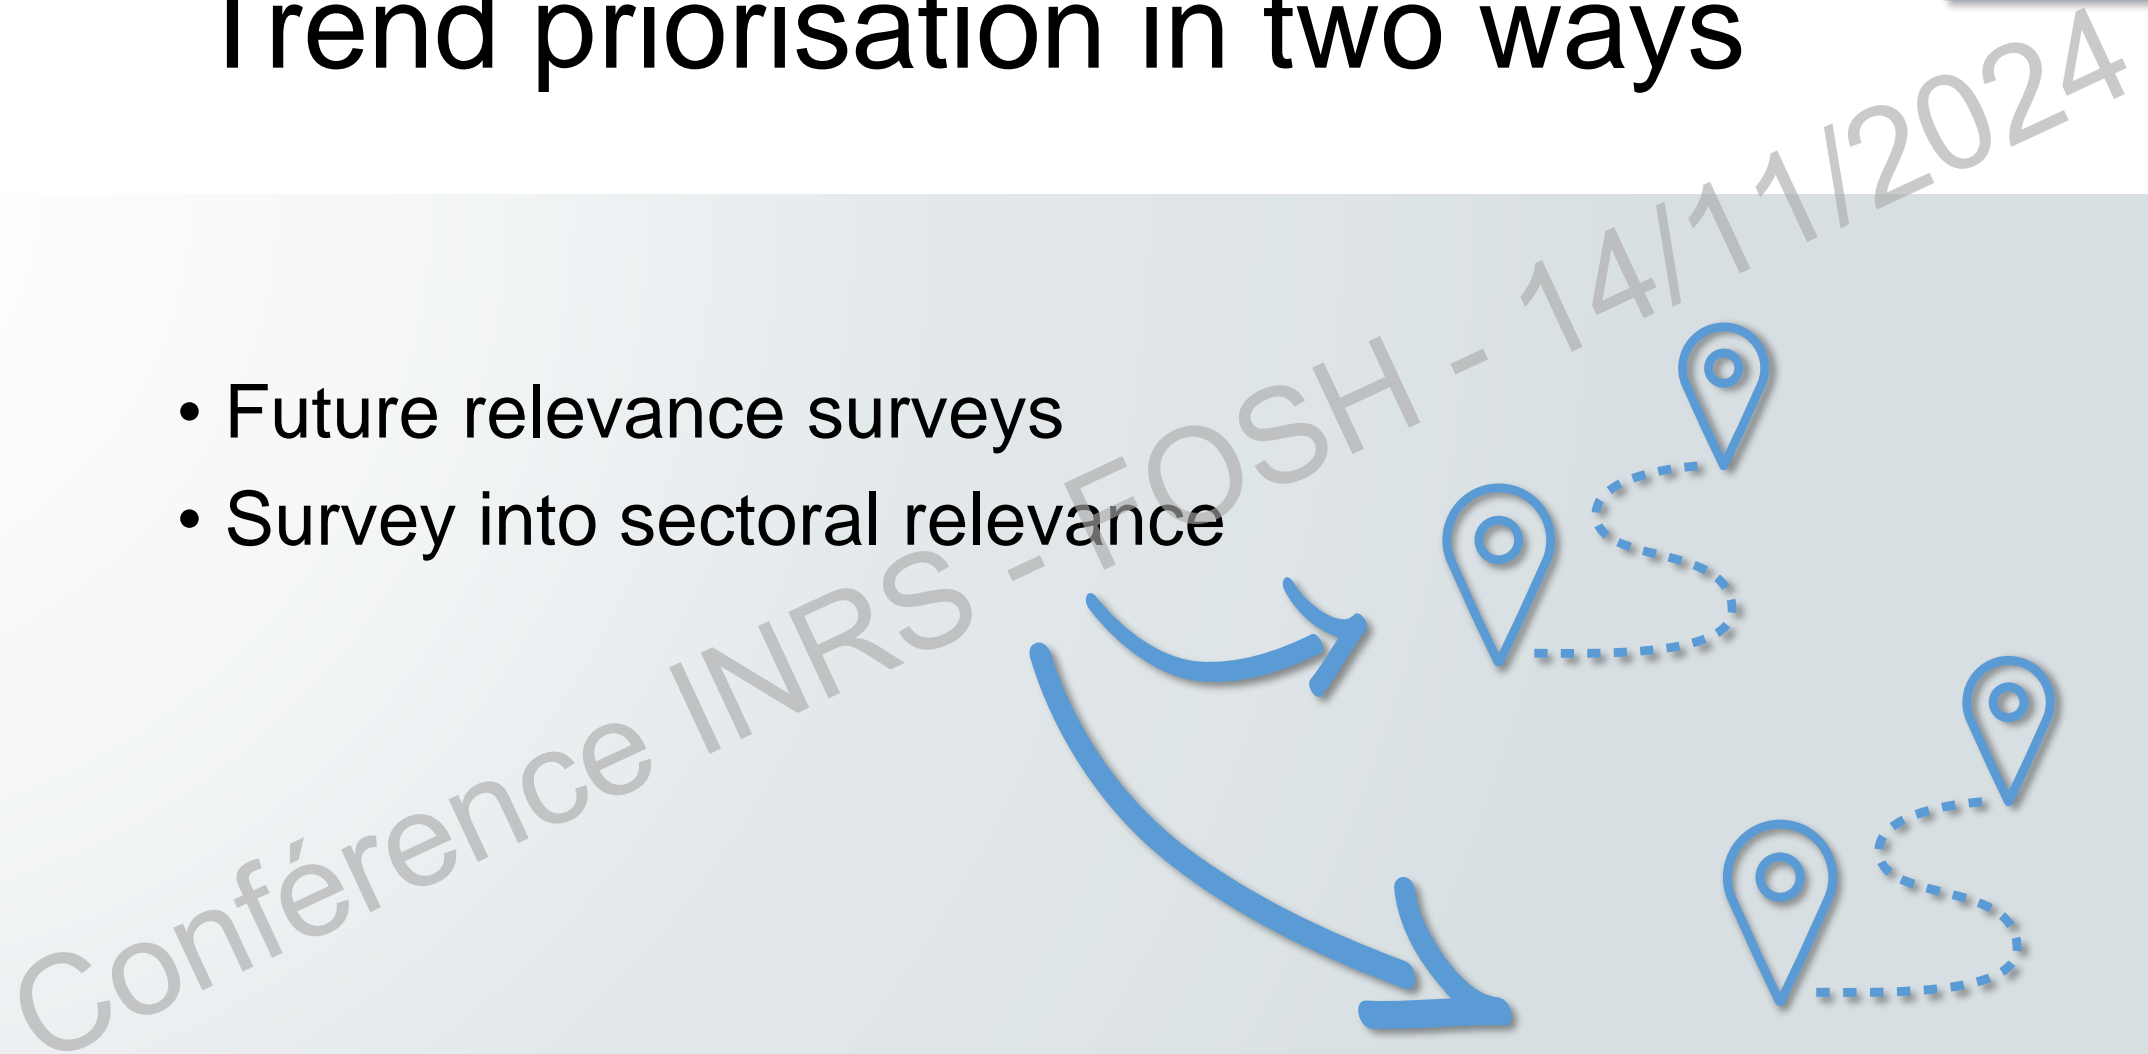 Trend priorisation in two ways
• Future relevance surveys
• Survey into sectoral relevance
Conférence INRS - FOSH - 14/11/2024